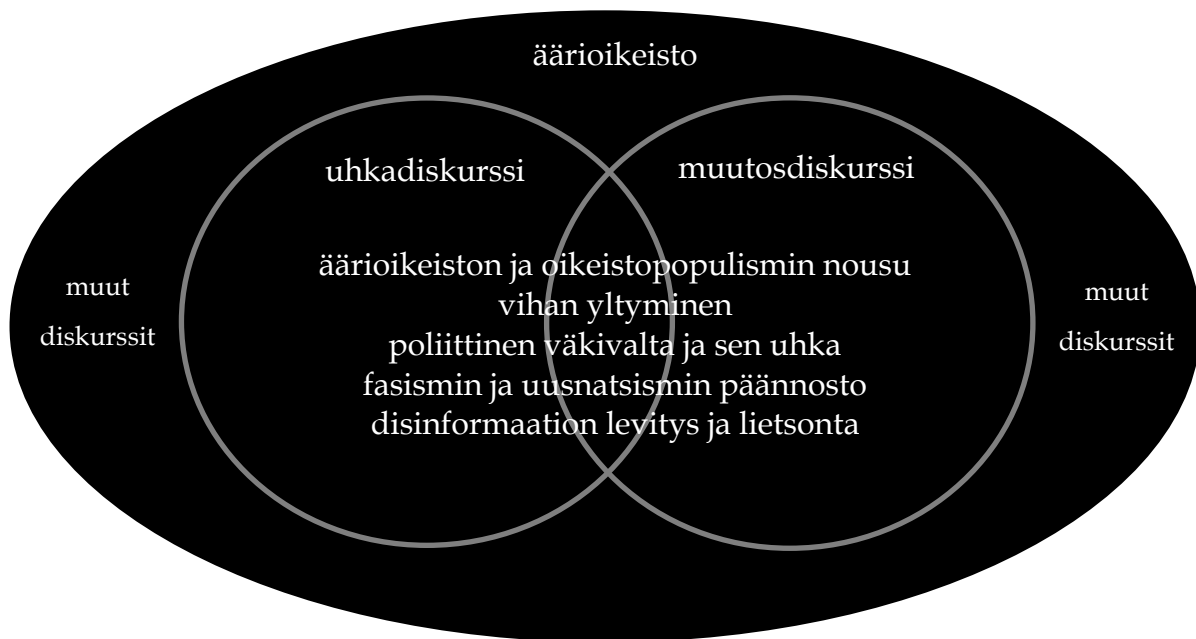 äärioikeisto
uhkadiskurssi
muutosdiskurssi
äärioikeiston ja oikeistopopulismin nousu
vihan yltyminen
poliittinen väkivalta ja sen uhka
fasismin ja uusnatsismin päännosto
disinformaation levitys ja lietsonta
muut
diskurssit
muut
diskurssit